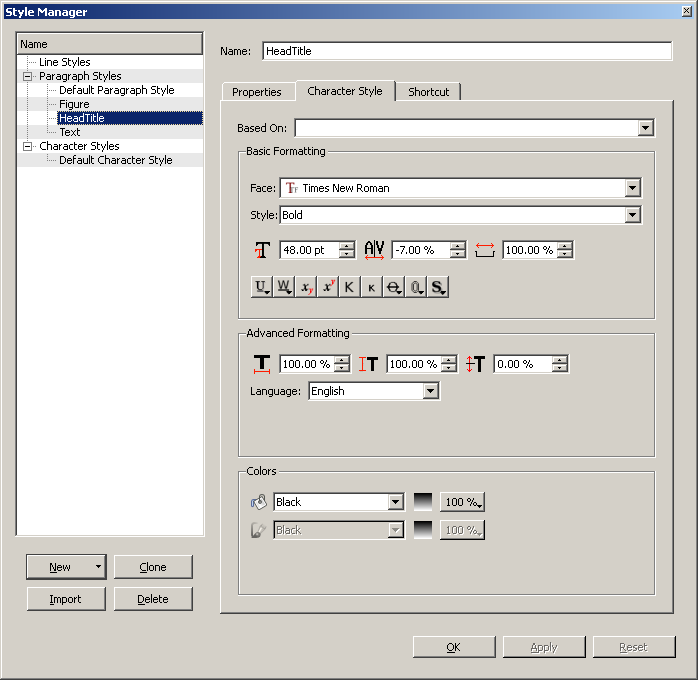 Style Manager
Name
Line Styles
Paragraph Styles
Default Paragraph Style
Figure
HeadTitle
Text
Character Styles
Default Character Style
New
Clone
Import
Delete
Name: HeadTitle
Properties Character Style Shortcut
Based On:
Basic Formatting
Face: Times New Roman
Style: Bold
48.00 pt -7.00 % 100.00 %
Advanced Formatting
100.00 % 100.00 % 0.00 %
Language: English
Colors
Black 100 %
Black 100 %
OK Apply Reset